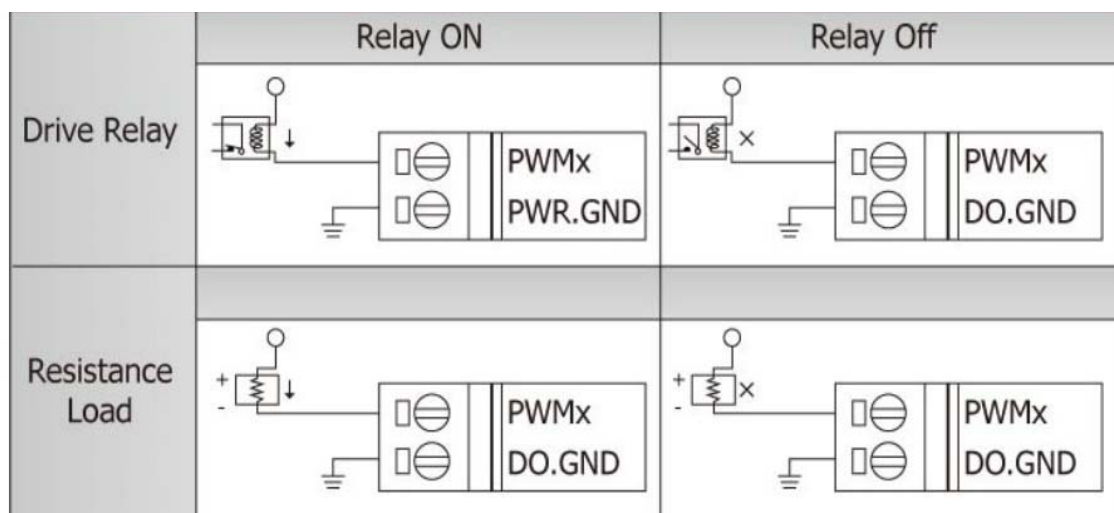 Relay ON
Relay Off
Drive Relay
PWMx
PWR.GND
PWMx
DO.GND
Resistance
Load
+
-
PWMx
DO.GND
+
-
PWMx
DO.GND